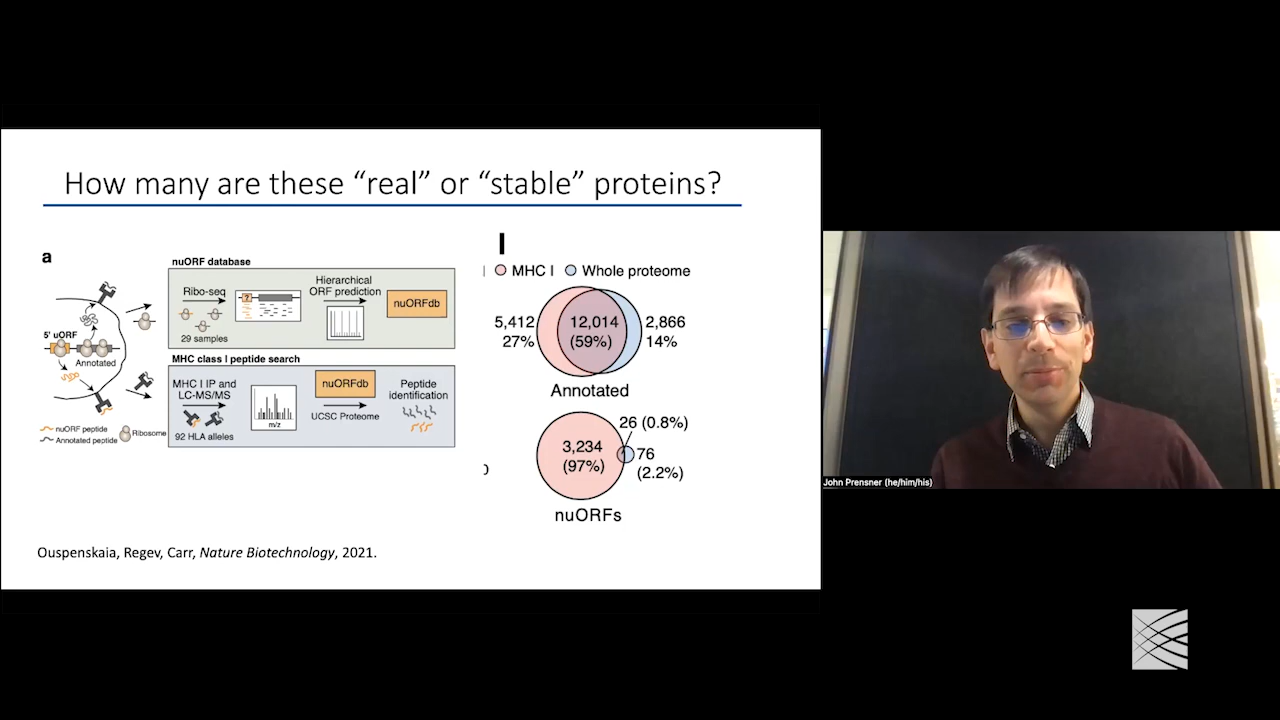 How many are these “real” or “stable” proteins?
a
nuORF database
Ribo-seq
29 samples
?
Hierarchical
ORF prediction
nuORFdb
5' uORF
Annotated
nuORF peptide
Annotated peptide
Ribosome
MHC class I peptide search
MHC I IP and
LC-MS/MS
92 HLA alleles
m/z
nuORFdb
UCSC Proteome
Peptide
identification
l
MHC I
Whole proteome
5,412
27%
12,014
(59%)
2,866
14%
Annotated
26 (0.8%)
3,234
(97%)
76
(2.2%)
nuORFs
Ouspenskaia, Regev, Carr, Nature Biotechnology, 2021.
John Prensner (he/him/his)